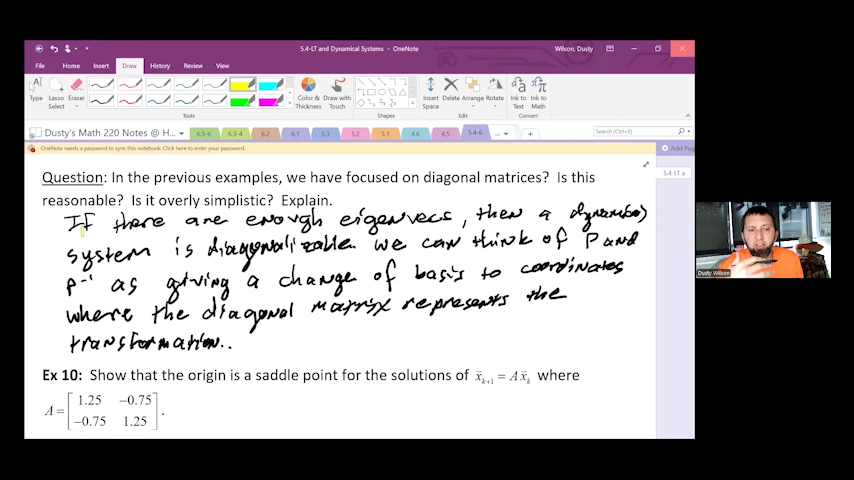 5.4-LT and Dynamical Systems - OneNote
Wilson, Dusty
File Home Insert Draw History Review View
Type Lasso Select Eraser Color & Thickness Draw with Touch Insert Space Delete Arrange Rotate Ink to Text Ink to Math
Tools Shapes Edit Convert
Dusty's Math 220 Notes @ H... 6.5-6 6.3-4 6.2 6.1 5.3 5.2 5.1 4.6 4.5 5.4-6 ... + Search (Ctrl+E)
OneNote needs a password to sync this notebook. Click here to enter your password.
Add Pag
5.4-LT a
Question: In the previous examples, we have focused on diagonal matrices? Is this
reasonable? Is it overly simplistic? Explain.
If there are enough eigenvecs, then a dynamical
system is diagonalizable. We can think of P and
P⁻¹ as giving a change of basis to coordinates
where the diagonal matrix represents the
transformation..
Ex 10: Show that the origin is a saddle point for the solutions of x⃗ₖ₊₁ = Ax⃗ₖ where
A = [1.25 −0.75
−0.75 1.25].
Dusty Wilson